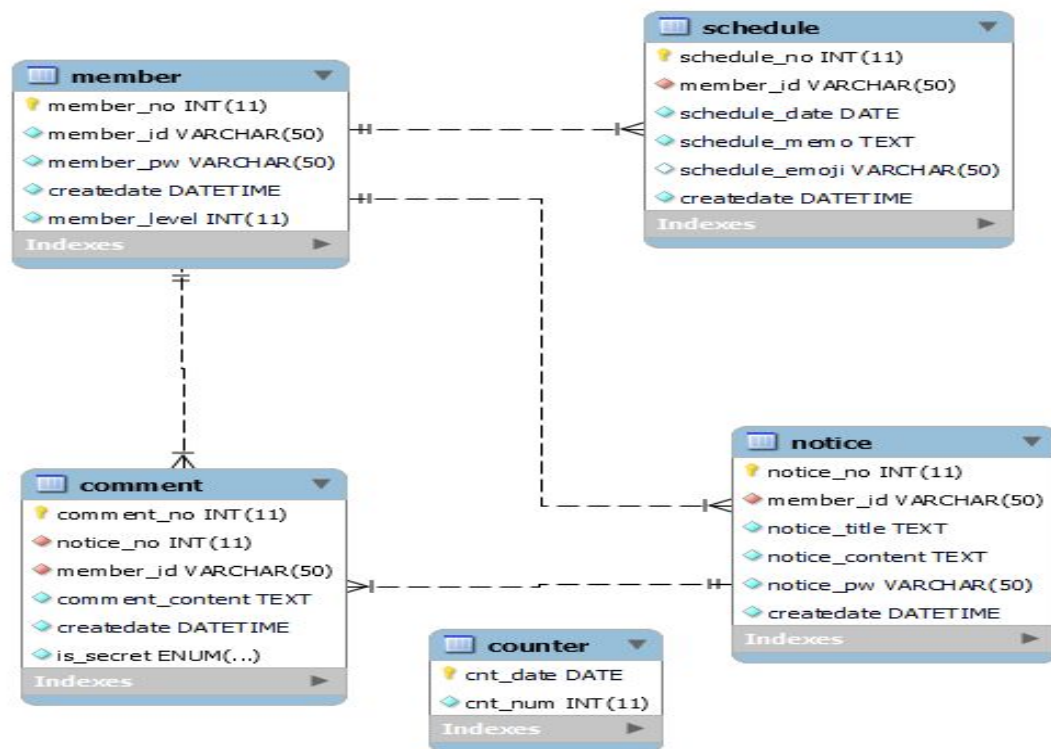 member
member_no INT(11)
member_id VARCHAR(50)
member_pw VARCHAR(50)
createdate DATETIME
member_level INT(11)
Indexes
schedule
schedule_no INT(11)
member_id VARCHAR(50)
schedule_date DATE
schedule_memo TEXT
schedule_emoji VARCHAR(50)
createdate DATETIME
Indexes
comment
comment_no INT(11)
notice_no INT(11)
member_id VARCHAR(50)
comment_content TEXT
createdate DATETIME
is_secret ENUM(...)
Indexes
notice
notice_no INT(11)
member_id VARCHAR(50)
notice_title TEXT
notice_content TEXT
notice_pw VARCHAR(50)
createdate DATETIME
Indexes
counter
cnt_date DATE
cnt_num INT(11)
Indexes